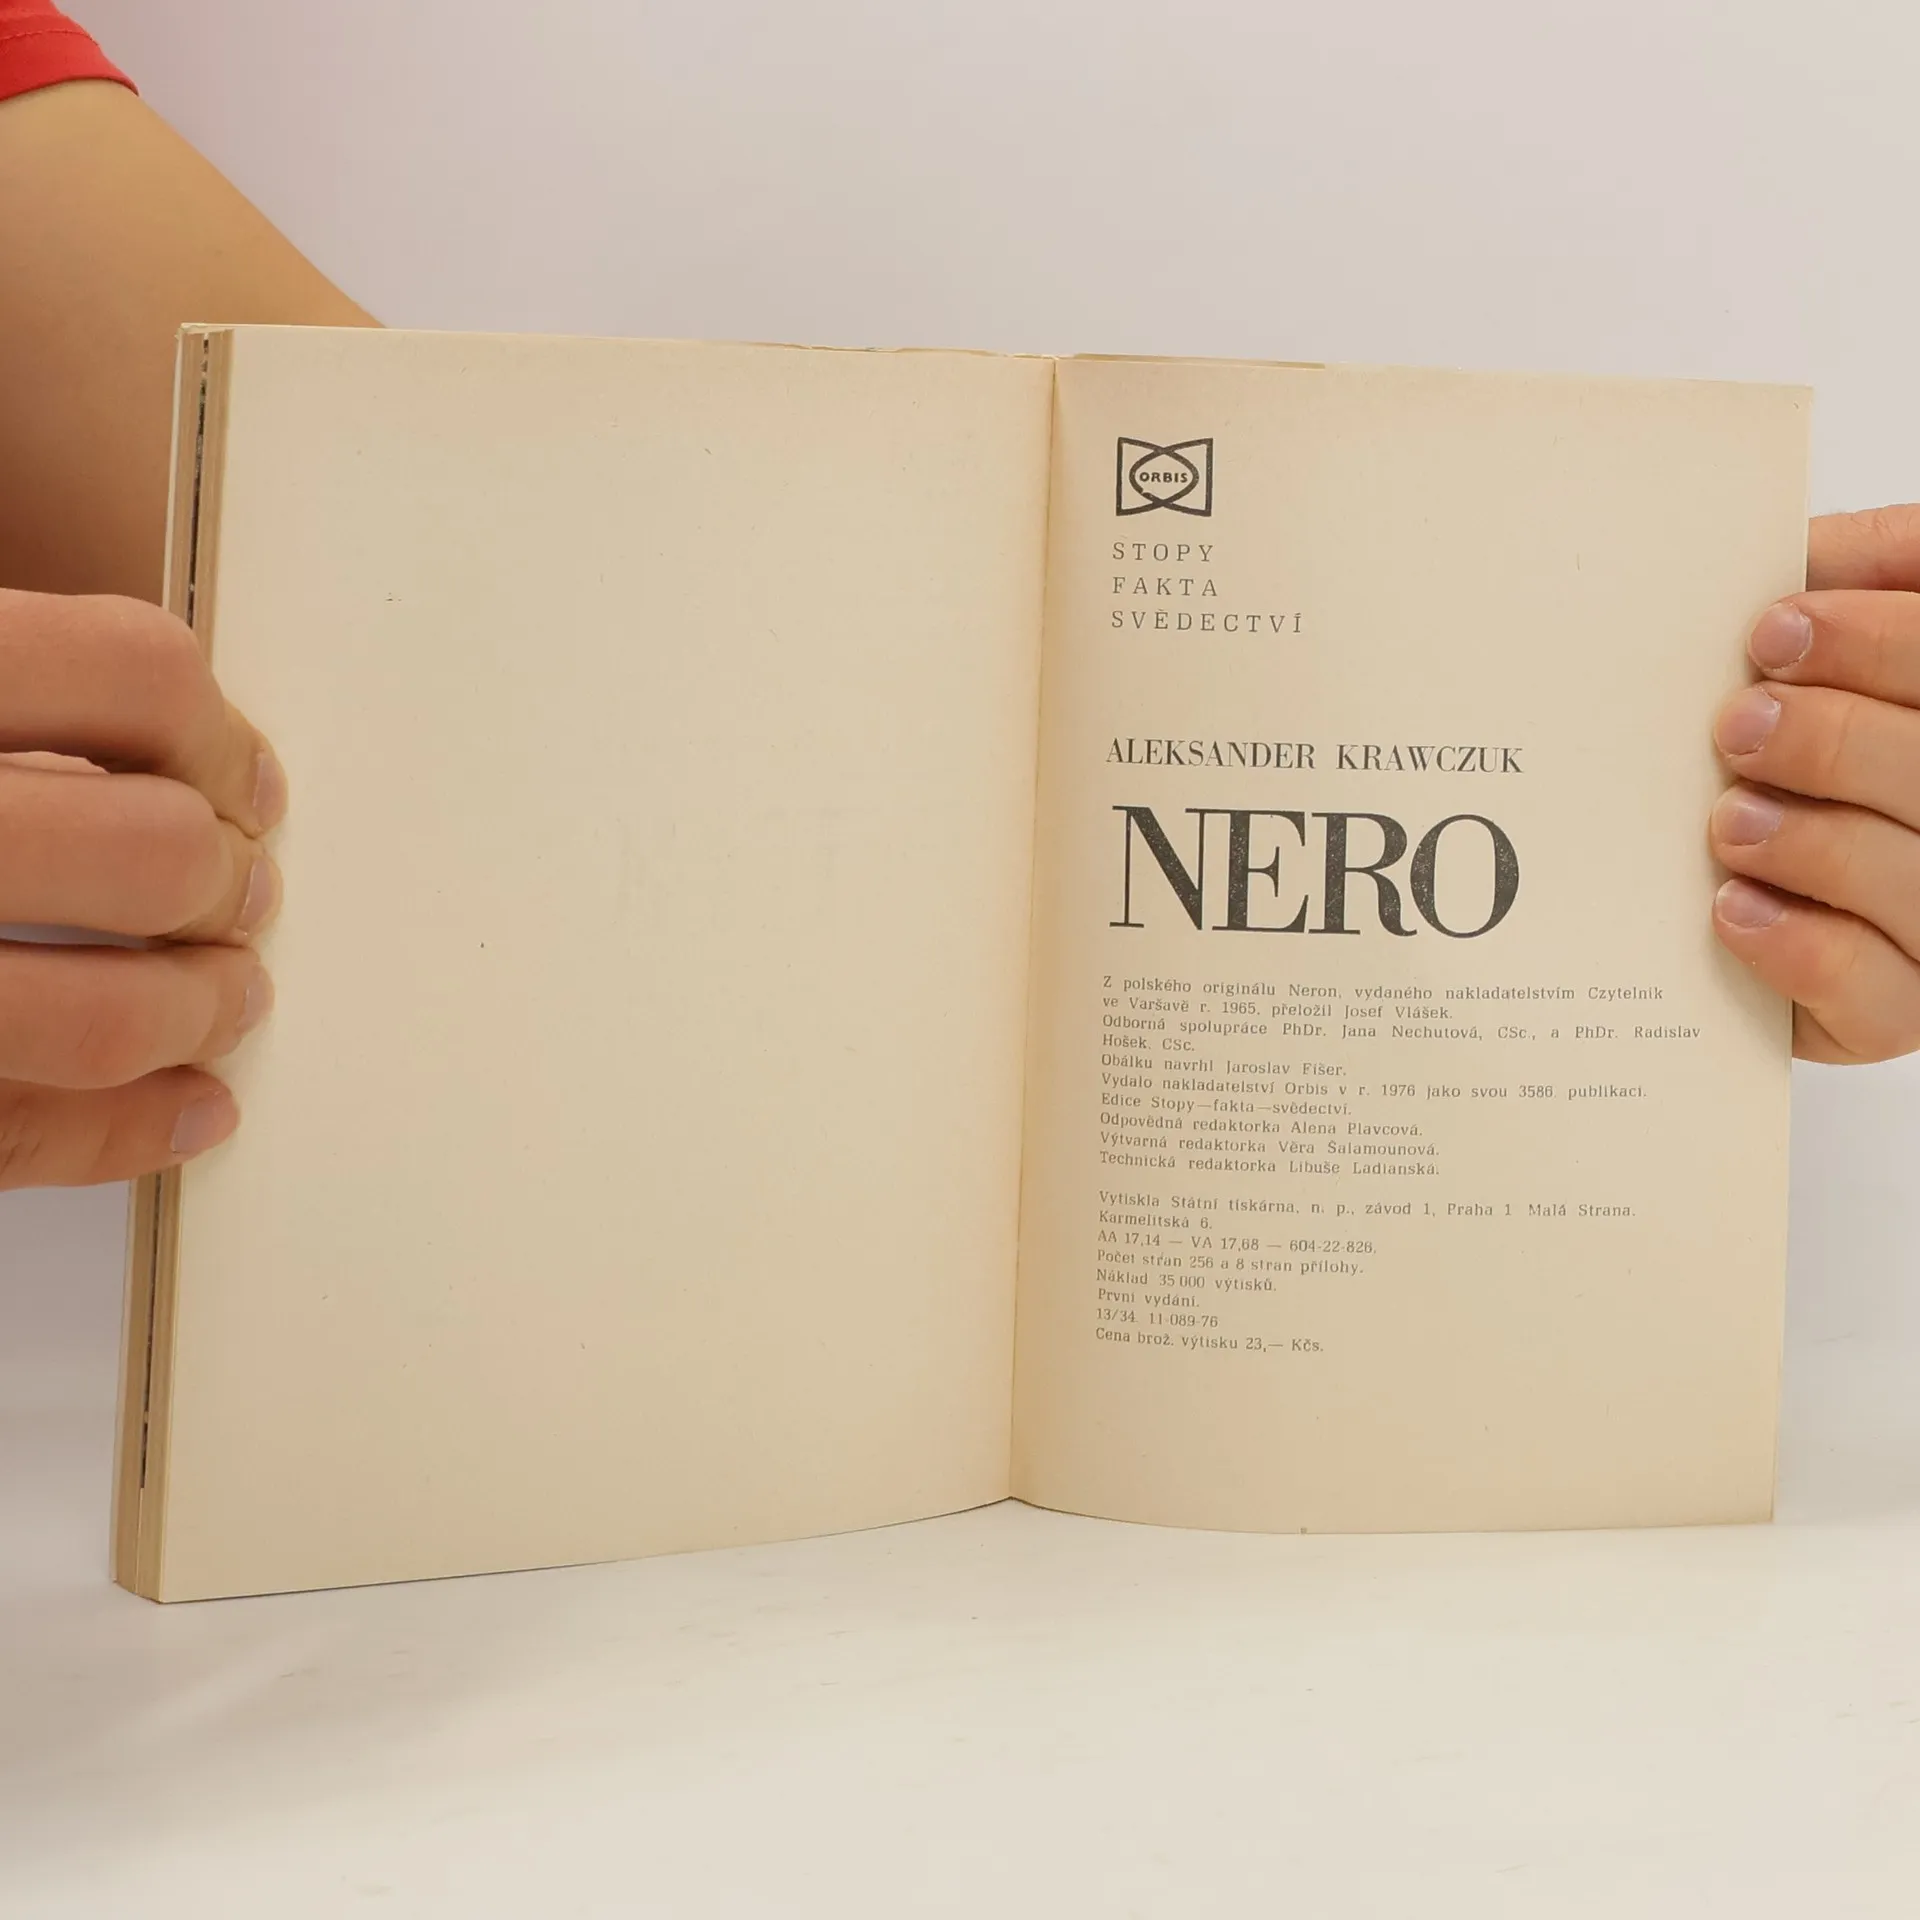 ORBIS
STOPY
FAKTA
SVĚDECTVÍ
ALEKSANDER KRAWCZUK
NERO
Z polského originálu Neron, vydaného nakladatelstvím Czytelnik
ve Varšavě r. 1965, přeložil Josef Vlášek.
Odborná spolupráce PhDr. Jana Nechutová, CSc., a PhDr. Radislav
Hošek, CSc.
Obálku navrhl Jaroslav Fišer.
Vydalo nakladatelství Orbis v r. 1976 jako svou 3586. publikaci.
Edice Stopy—fakta—svědectví.
Odpovědná redaktorka Alena Plavcová.
Výtvarná redaktorka Věra Šalamounová.
Technická redaktorka Libuše Ladianská.
Vytiskla Státní tiskárna, n. p., závod 1, Praha 1 Malá Strana.
Karmelitská 6.
AA 17,14 — VA 17,68 — 604-22-826.
Počet stran 256 a 8 stran přílohy.
Náklad 35 000 výtisků.
První vydání.
13/34. 11-089-76
Cena brož. výtisku 23,— Kčs.